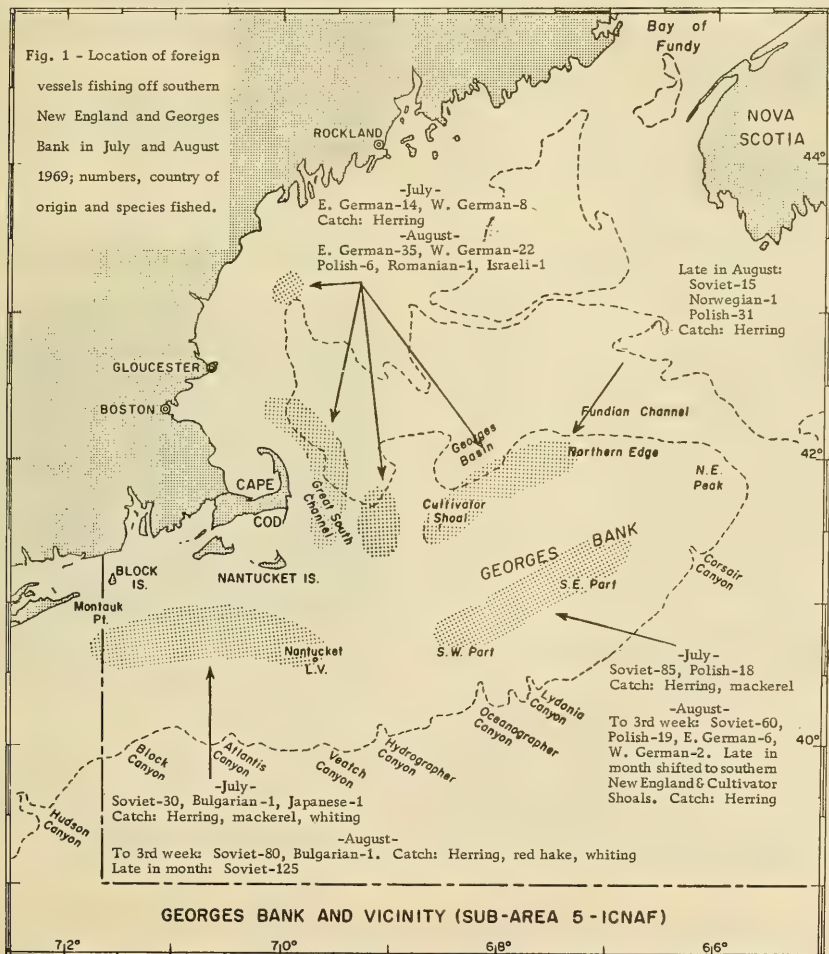 Fig. 1 - Location of foreign
vessels fishing off southern
New England and Georges
Bank in July and August
1969; numbers, country of
origin and species fished.
Bay of
Fundy
NOVA
SCOTIA
ROCKLAND
44°
-July-
E. German-14, W. German-8
Catch: Herring
-August-
E. German-35, W. German-22
Polish-6, Romanian-1, Israeli-1
Late in August:
Soviet-15
Norwegian-1
Polish-31
Catch: Herring
GLOUCESTER
BOSTON
Fundian Channel
Georges
Basin
Northern Edge
42°
N.E.
Peak
CAPE
COD
Great South
Channel
Cultivator
Shoal
GEORGES BANK
S.E. Part
S.W. Part
Corsair
Canyon
BLOCK
IS.
NANTUCKET IS.
Montauk
Pt.
Nantucket
L.V.
-July-
Soviet-85, Polish-18
Catch: Herring, mackerel
-August-
To 3rd week: Soviet-60,
Polish-19, E. German-6,
W. German-2. Late in
month shifted to southern
New England & Cultivator
Shoals. Catch: Herring
Lydonia
Canyon
Oceanographer
Canyon
Hydrographer
Canyon
Veatch
Canyon
Atlantis
Canyon
Block
Canyon
Hudson
Canyon
40°
-July-
Soviet-30, Bulgarian-1, Japanese-1
Catch: Herring, mackerel, whiting
-August-
To 3rd week: Soviet-80, Bulgarian-1. Catch: Herring, red hake, whiting
Late in month: Soviet-125
GEORGES BANK AND VICINITY (SUB-AREA 5 - ICNAF)
72° 70° 68° 66°